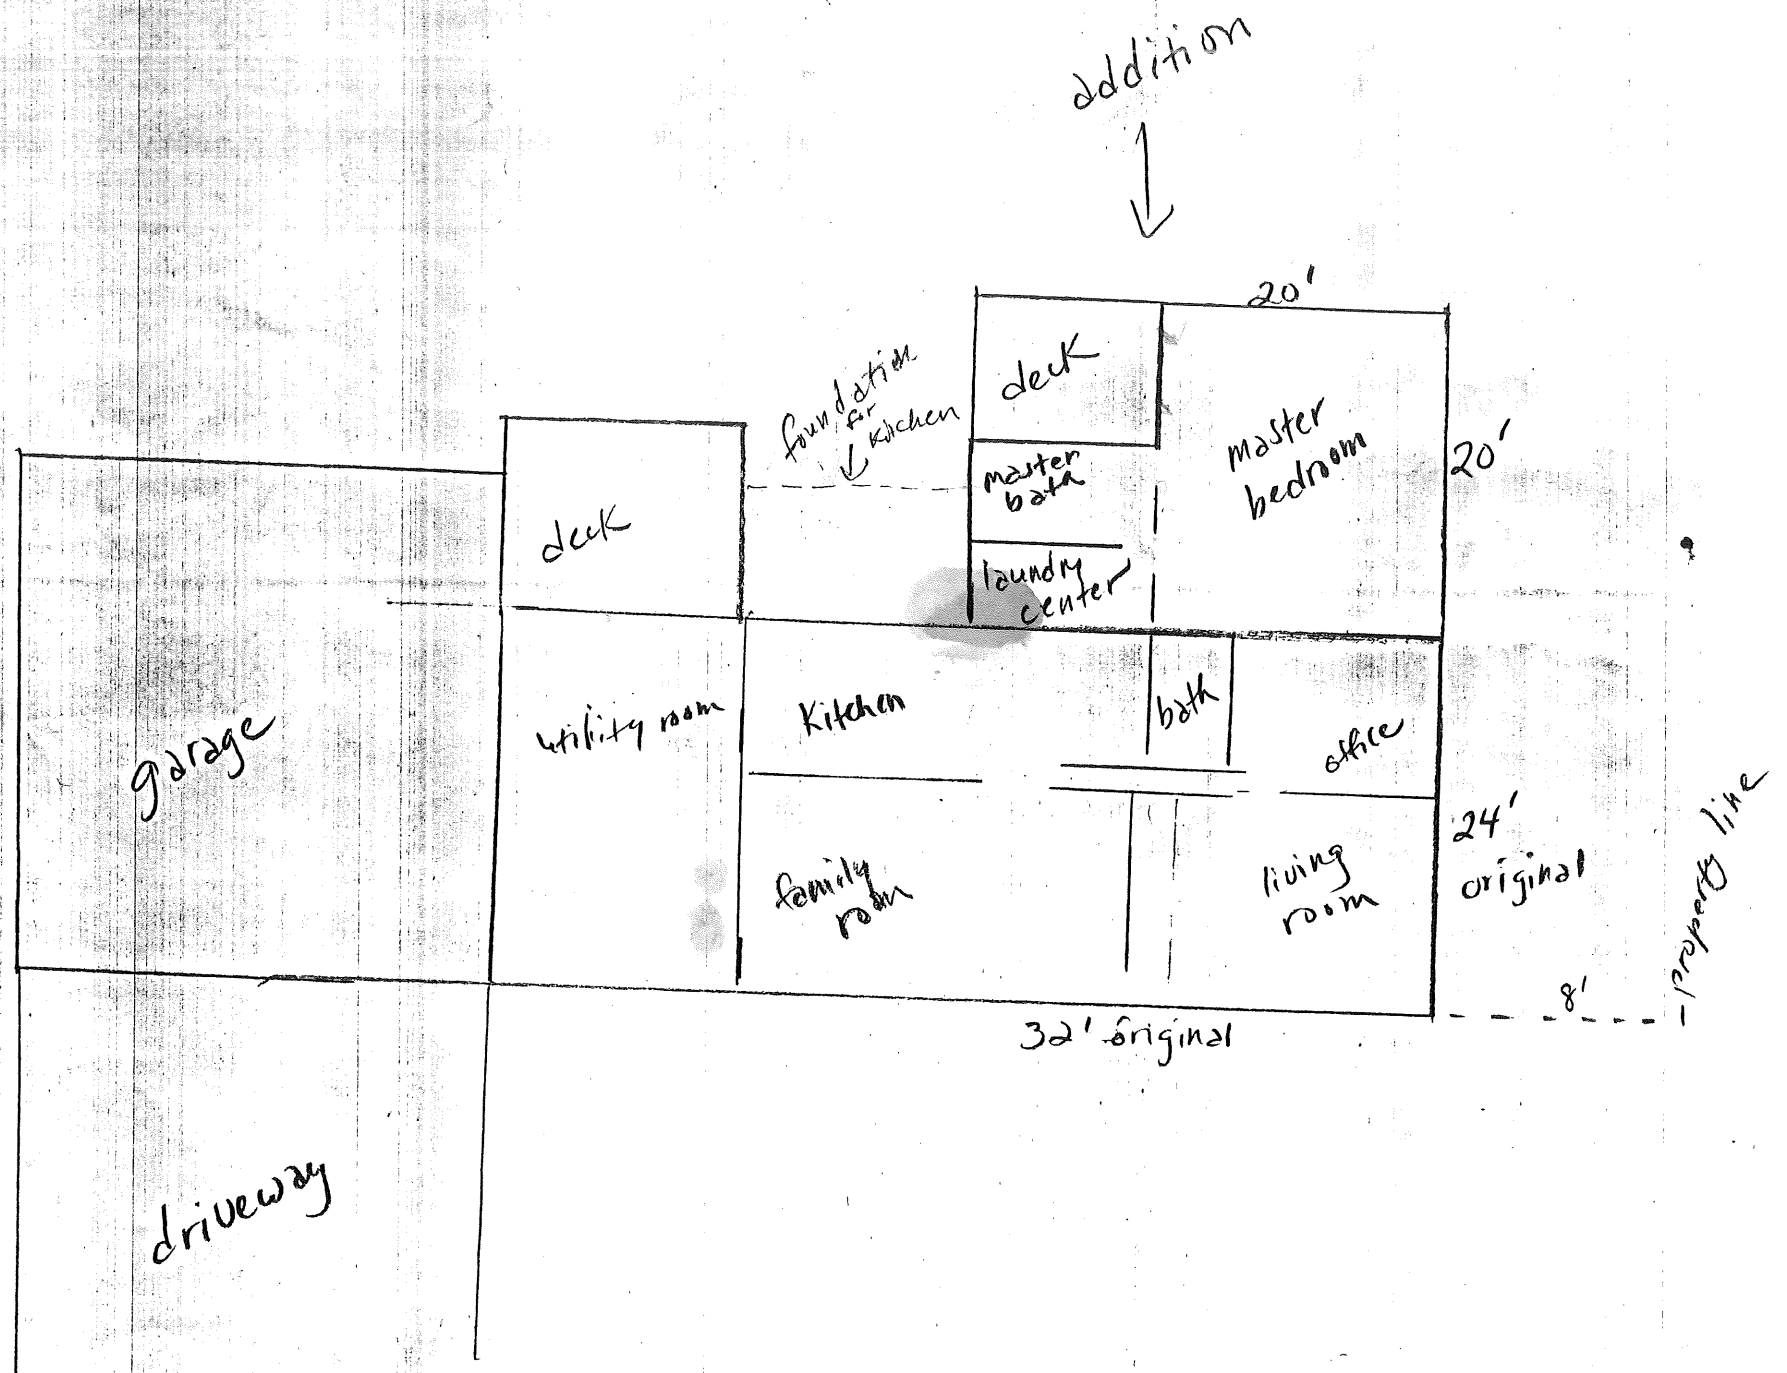 addition
20'
deck
foundation
for
Kitchen
master
bedroom
20'
master
bath
deck
laundry
center
garage
utility room
Kitchen
bath
office
24'
original
property line
family
room
living
room
8'
32' original
driveway